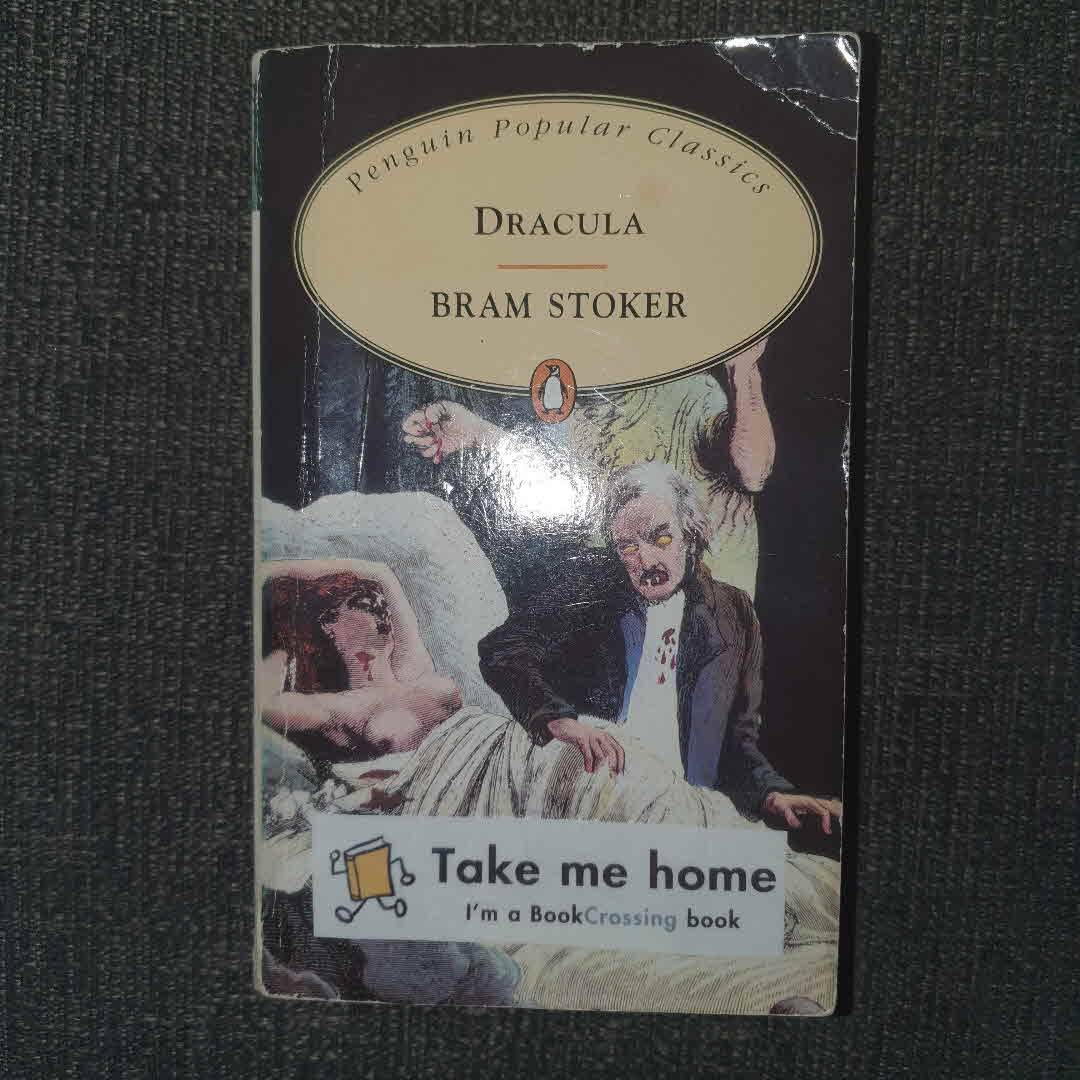 Penguin Popular Classics
DRACULA
BRAM STOKER
Take me home
I'm a BookCrossing book